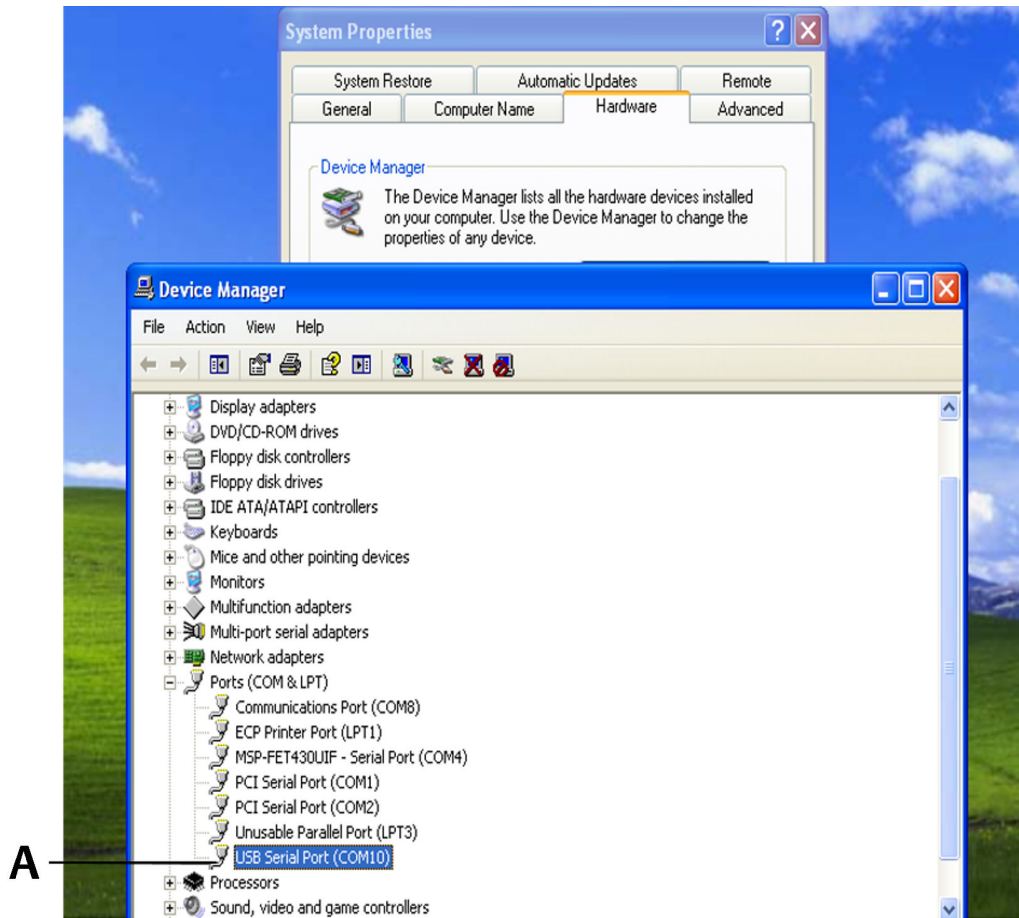 System Properties
System Restore Automatic Updates Remote
General Computer Name Hardware Advanced
Device Manager
The Device Manager lists all the hardware devices installed
on your computer. Use the Device Manager to change the
properties of any device.
Device Manager
File Action View Help
Display adapters
DVD/CD-ROM drives
Floppy disk controllers
Floppy disk drives
IDE ATA/ATAPI controllers
Keyboards
Mice and other pointing devices
Monitors
Multifunction adapters
Multi-port serial adapters
Network adapters
Ports (COM & LPT)
Communications Port (COM8)
ECP Printer Port (LPT1)
MSP-FET430UIF - Serial Port (COM4)
PCI Serial Port (COM1)
PCI Serial Port (COM2)
Unusable Parallel Port (LPT3)
A USB Serial Port (COM10)
Processors
Sound, video and game controllers